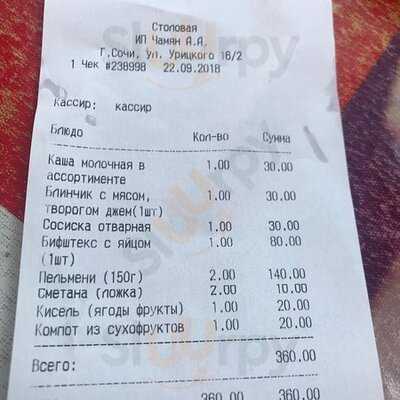 Столовая
ИП Чамян А.А.
Г.Сочи, ул. Урицкого 16/2
1 Чек #238998 22.09.2018
Кассир: кассир
Блюдо Кол-во Сумма
Каша молочная в 1.00 30.00
ассортименте
Блинчик с мясом, 1.00 30.00
творогом джем(1шт)
Сосиска отварная 1.00 30.00
Бифштекс с яйцом 1.00 80.00
(1шт)
Пельмени (150г) 2.00 140.00
Сметана (ложка) 2.00 10.00
Кисель (ягоды фрукты) 1.00 20.00
Компот из сухофруктов 1.00 20.00
Всего: 360.00
360.00 360.00